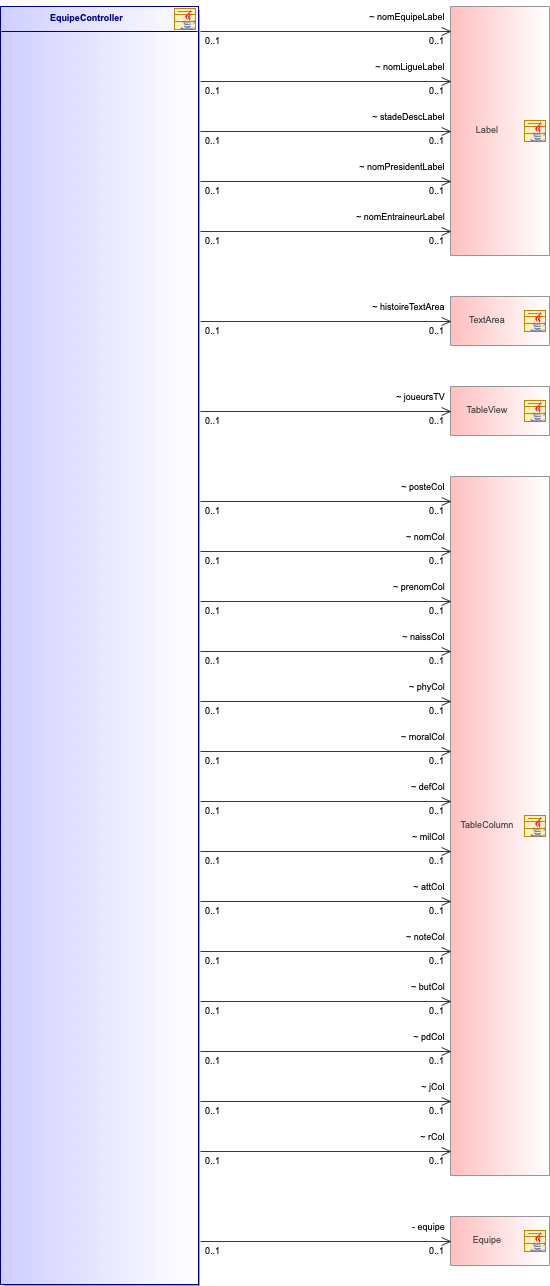 EquipeController
~ nomEquipeLabel
0..1 0..1
~ nomLigueLabel
0..1 0..1
~ stadeDescLabel
0..1 0..1
Label
~ nomPresidentLabel
0..1 0..1
~ nomEntraineurLabel
0..1 0..1
~ histoireTextArea
0..1 0..1
TextArea
~ joueursTV
0..1 0..1
TableView
~ posteCol
0..1 0..1
~ nomCol
0..1 0..1
~ prenomCol
0..1 0..1
~ naissCol
0..1 0..1
~ phyCol
0..1 0..1
~ moralCol
0..1 0..1
~ defCol
0..1 0..1
TableColumn
~ milCol
0..1 0..1
~ attCol
0..1 0..1
~ noteCol
0..1 0..1
~ butCol
0..1 0..1
~ pdCol
0..1 0..1
~ jCol
0..1 0..1
~ rCol
0..1 0..1
- equipe
0..1 0..1
Equipe